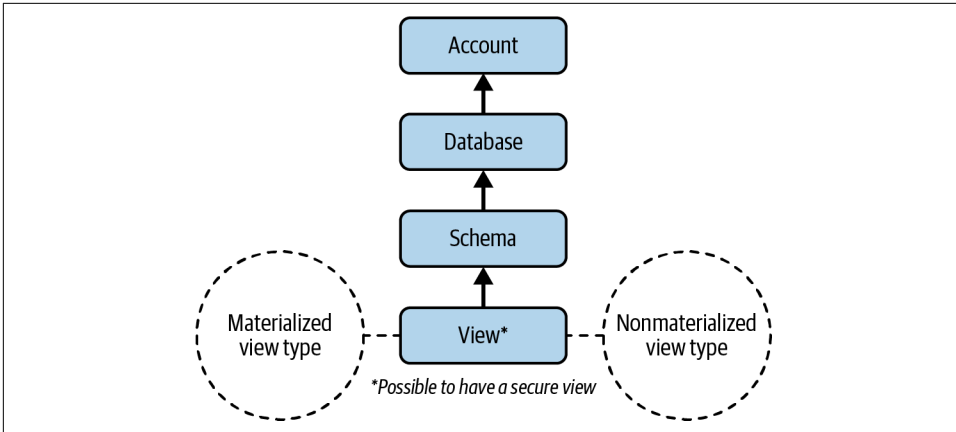 Account
Database
Schema
Materialized
view type
View*
Nonmaterialized
view type
*Possible to have a secure view